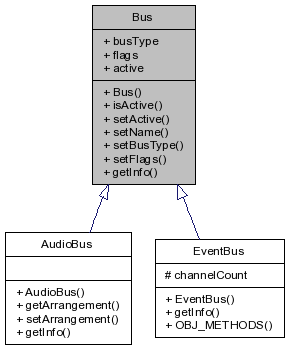 Bus
+ busType
+ flags
+ active
+ Bus()
+ isActive()
+ setActive()
+ setName()
+ setBusType()
+ setFlags()
+ getInfo()
AudioBus
+ AudioBus()
+ getArrangement()
+ setArrangement()
+ getInfo()
EventBus
# channelCount
+ EventBus()
+ getInfo()
+ OBJ_METHODS()